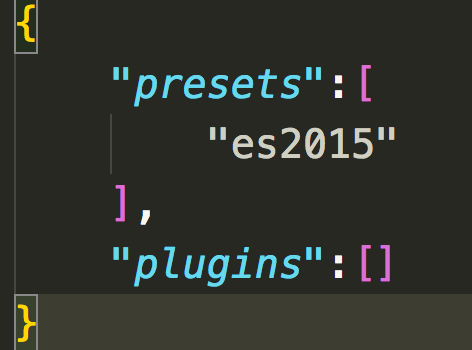 {
"presets":[
"es2015"
],
"plugins":[]
}